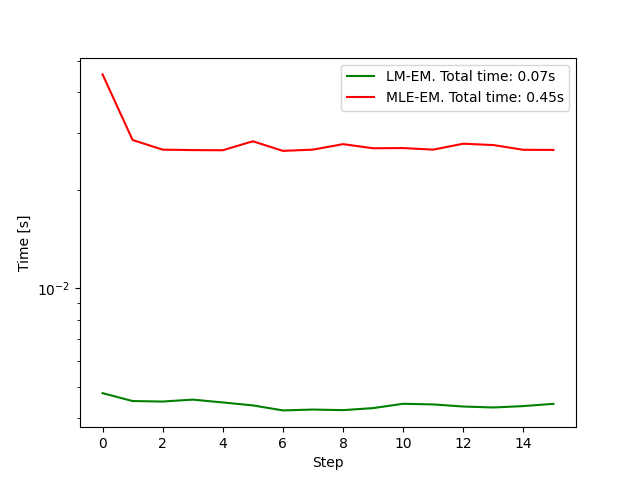 LM-EM. Total time: 0.07s
MLE-EM. Total time: 0.45s
Time [s]
10⁻²
0 2 4 6 8 10 12 14
Step